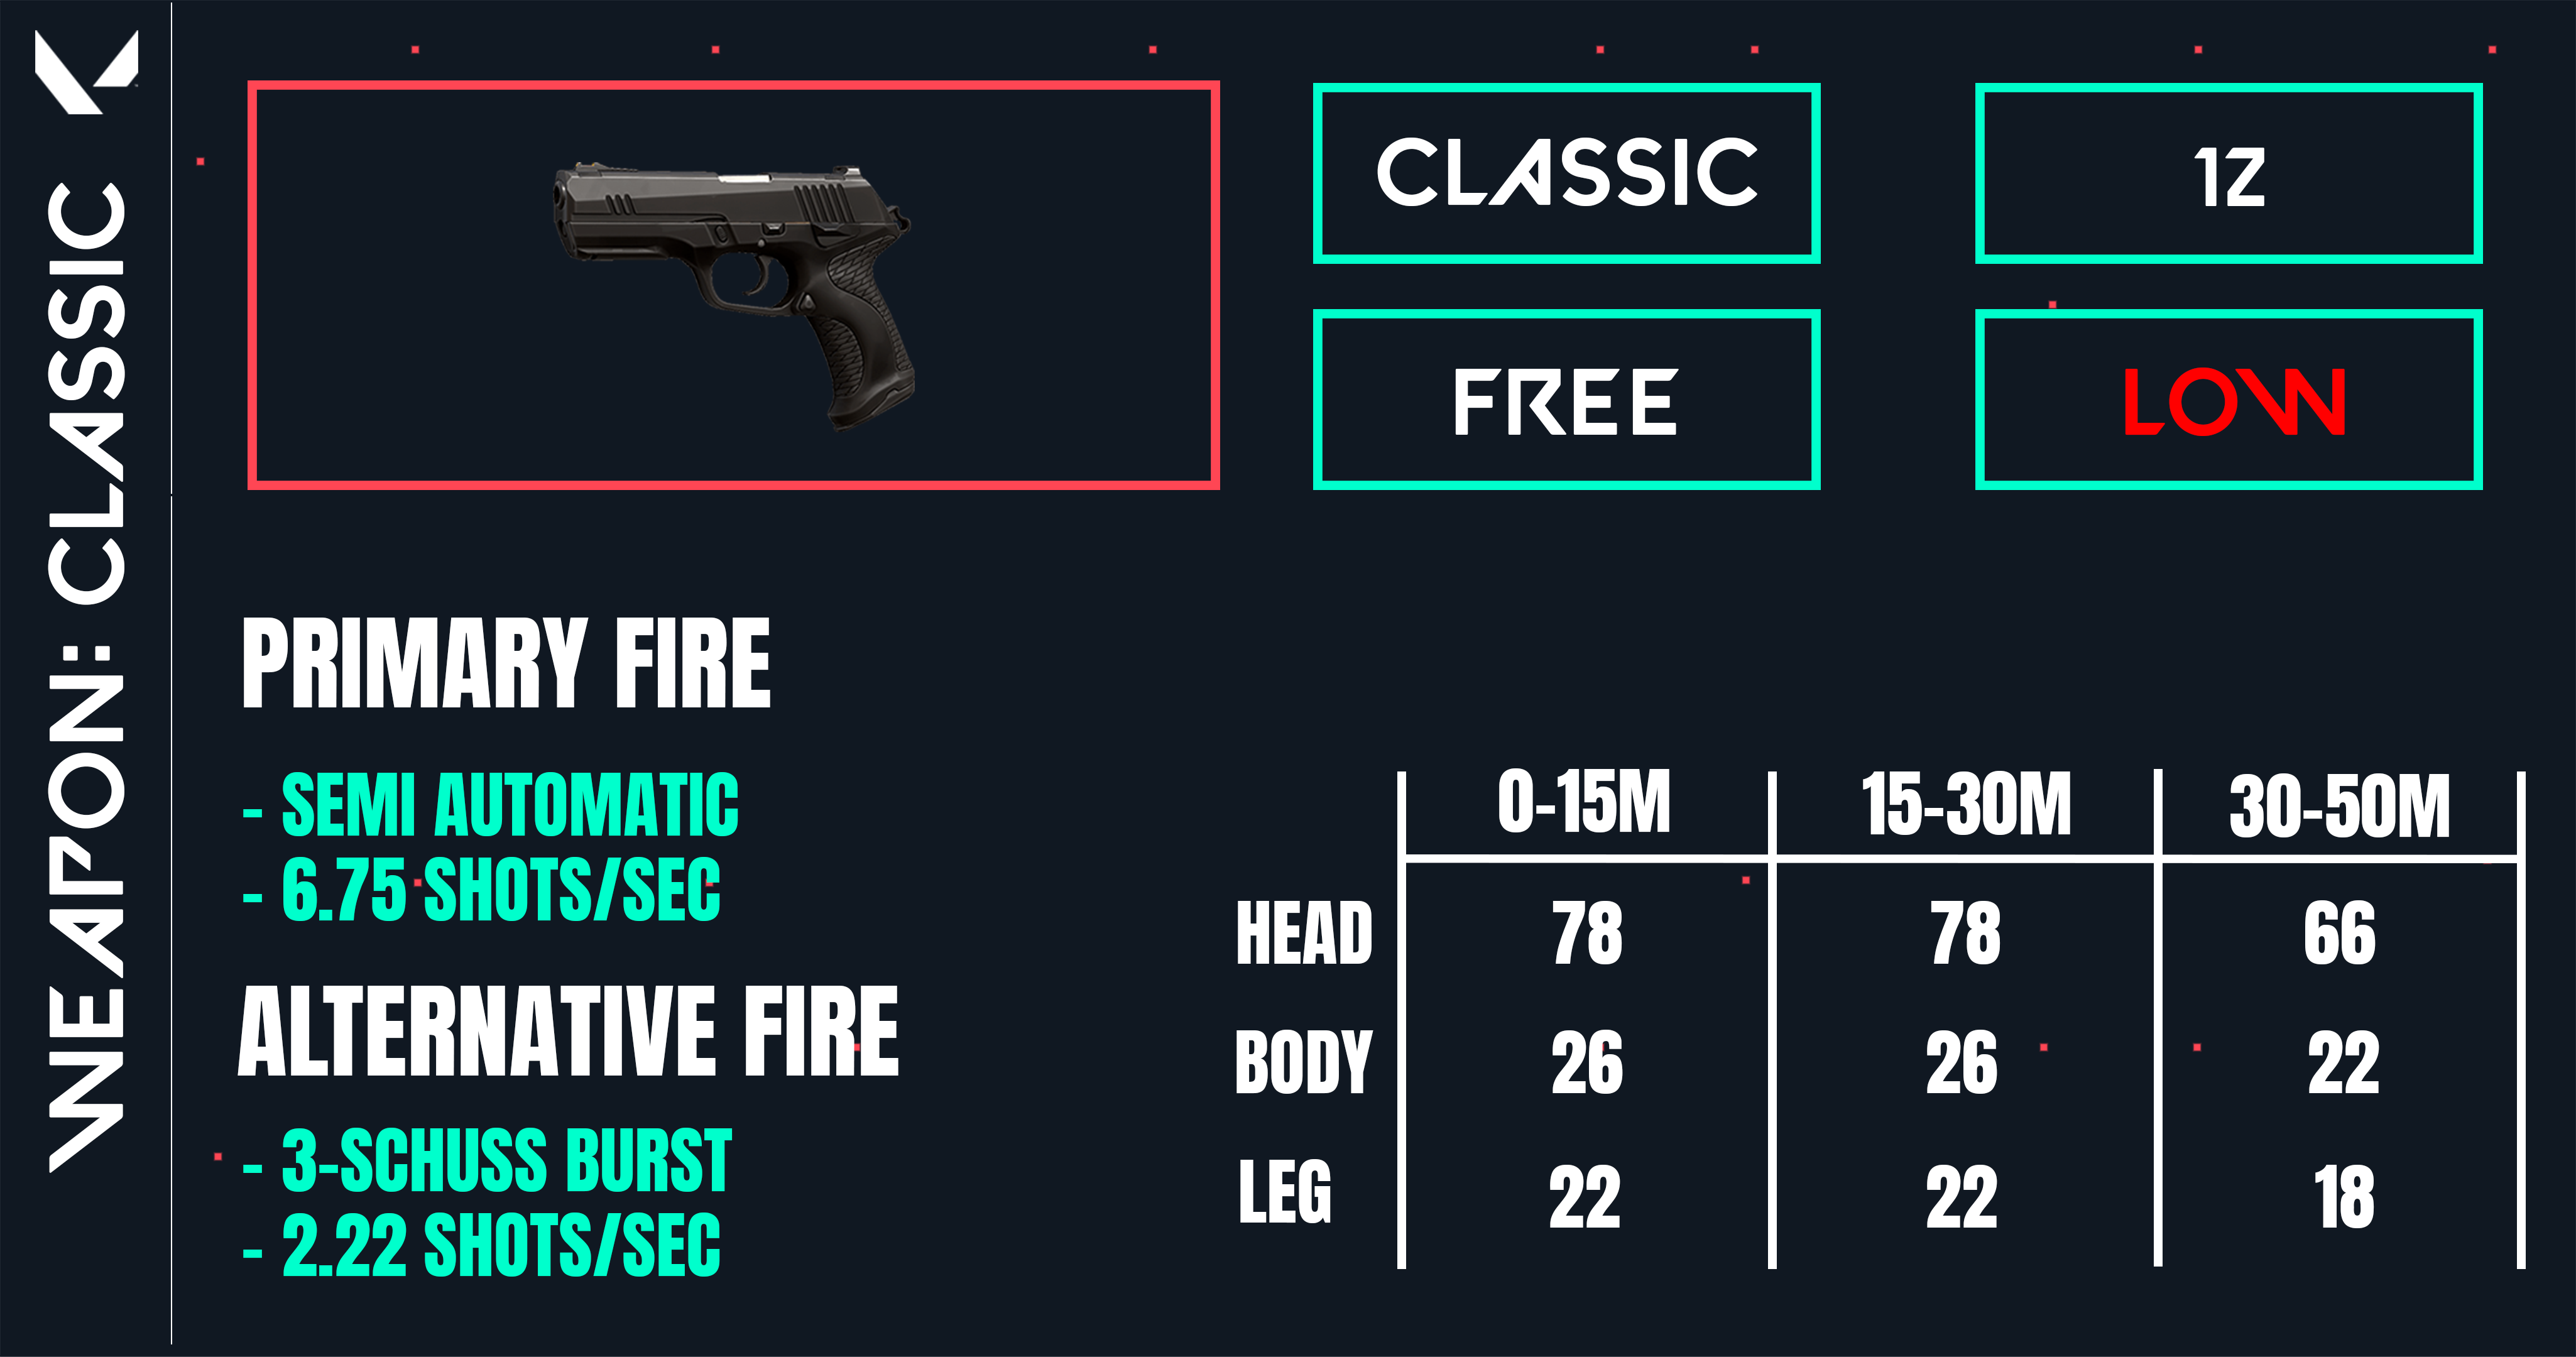 WEAPON: CLASSIC
CLASSIC
1Z
FREE
LOW
PRIMARY FIRE
- SEMI AUTOMATIC
- 6.75 SHOTS/SEC
ALTERNATIVE FIRE
- 3-SCHUSS BURST
- 2.22 SHOTS/SEC
0-15M 15-30M 30-50M
HEAD 78 78 66
BODY 26 26 22
LEG 22 22 18